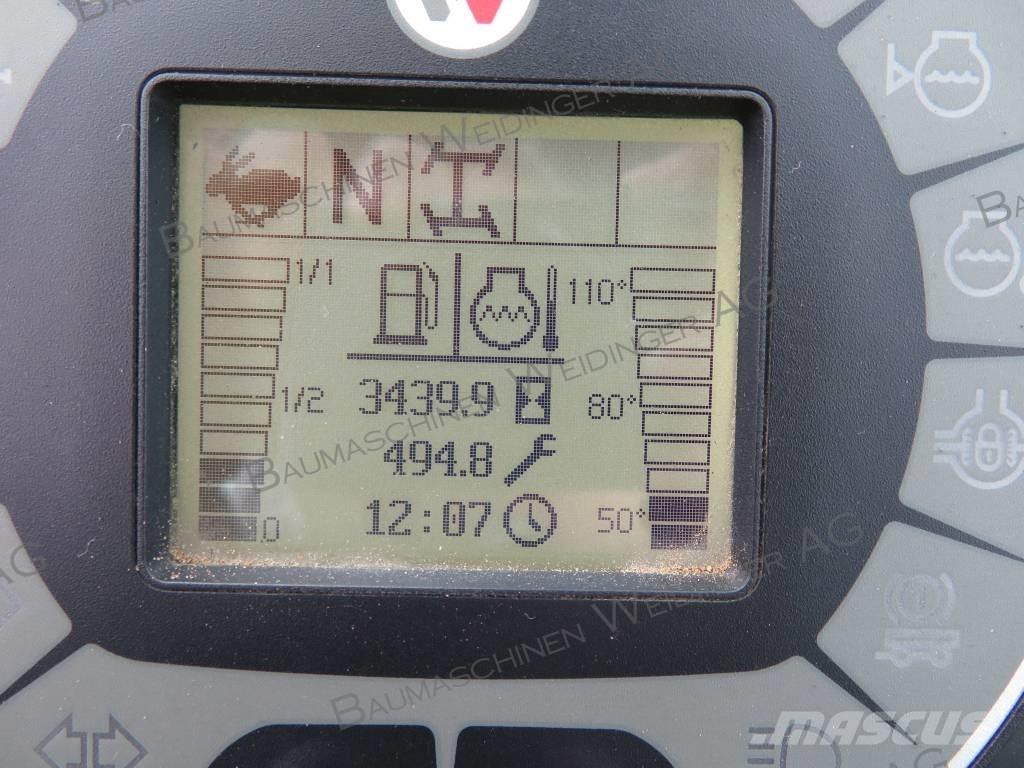 BAUMASCHINEN WEIDINGER AG
N
1/1
110°
3439.9
1/2
80°
494.8
BAUMASCHINEN WEIDINGER AG
12:07
50°
0
BAUMASCHINEN WEIDINGER AG
MASCUS